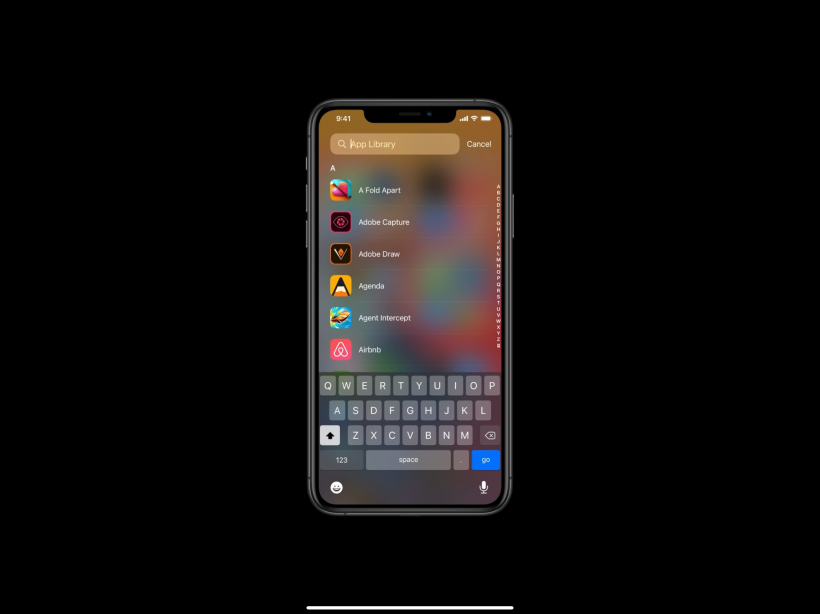 9:41
App Library
Cancel
A
A Fold Apart
Adobe Capture
Adobe Draw
Agenda
Agent Intercept
Airbnb
A
B
C
D
E
F
G
H
I
J
K
L
M
N
O
P
Q
R
S
T
U
V
W
X
Y
Z
#
Q W E R T Y U I O P
A S D F G H J K L
Z X C V B N M
123 space . go